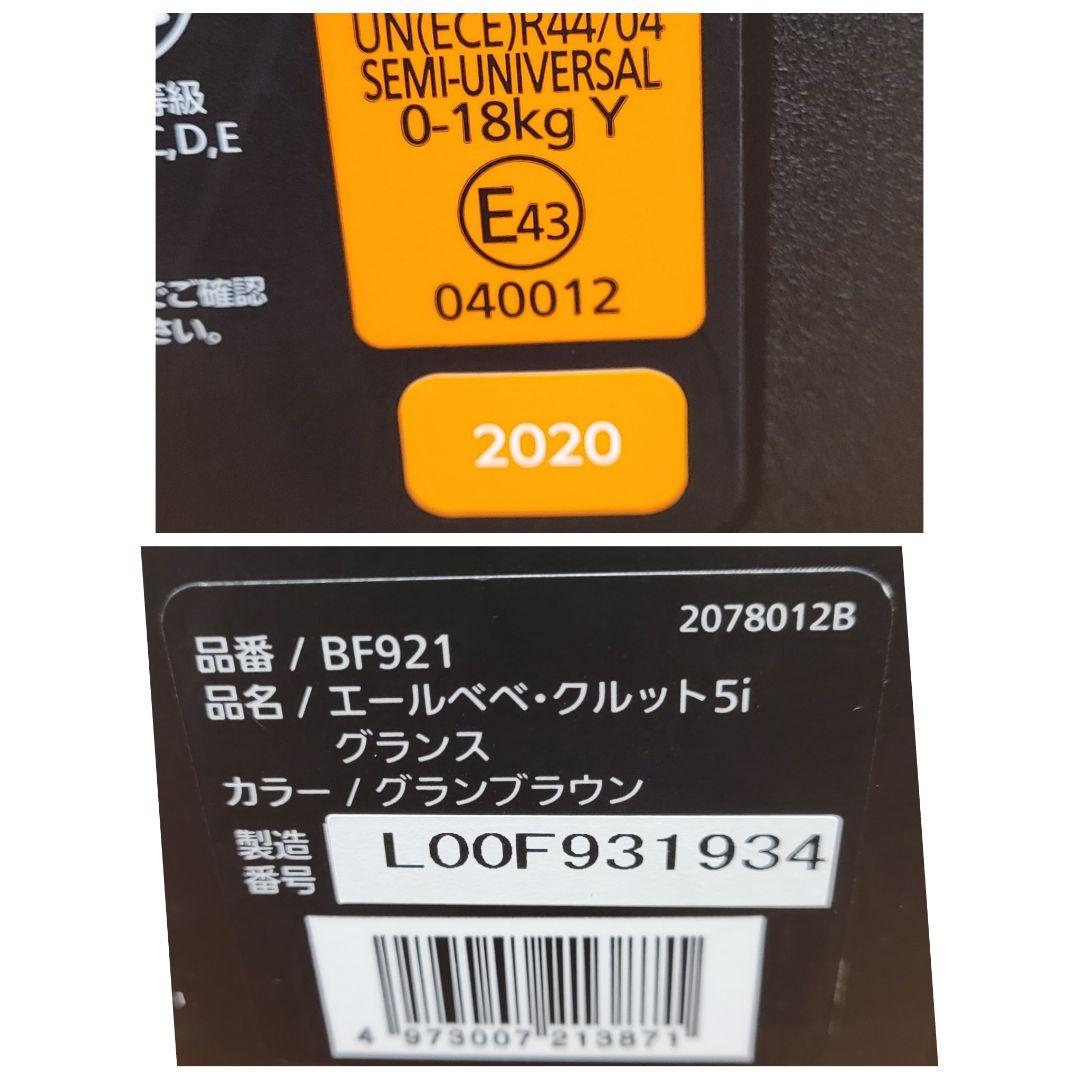 UN(ECE)R44/04
SEMI-UNIVERSAL
0-18kg Y
E43
040012
等級
C,D,E
でご確認
さい。
2020
2078012B
品番 / BF921
品名 / エールベベ・クルット5i
グランス
カラー / グランブラウン
製造
番号
L00F931934
4 973007 213871